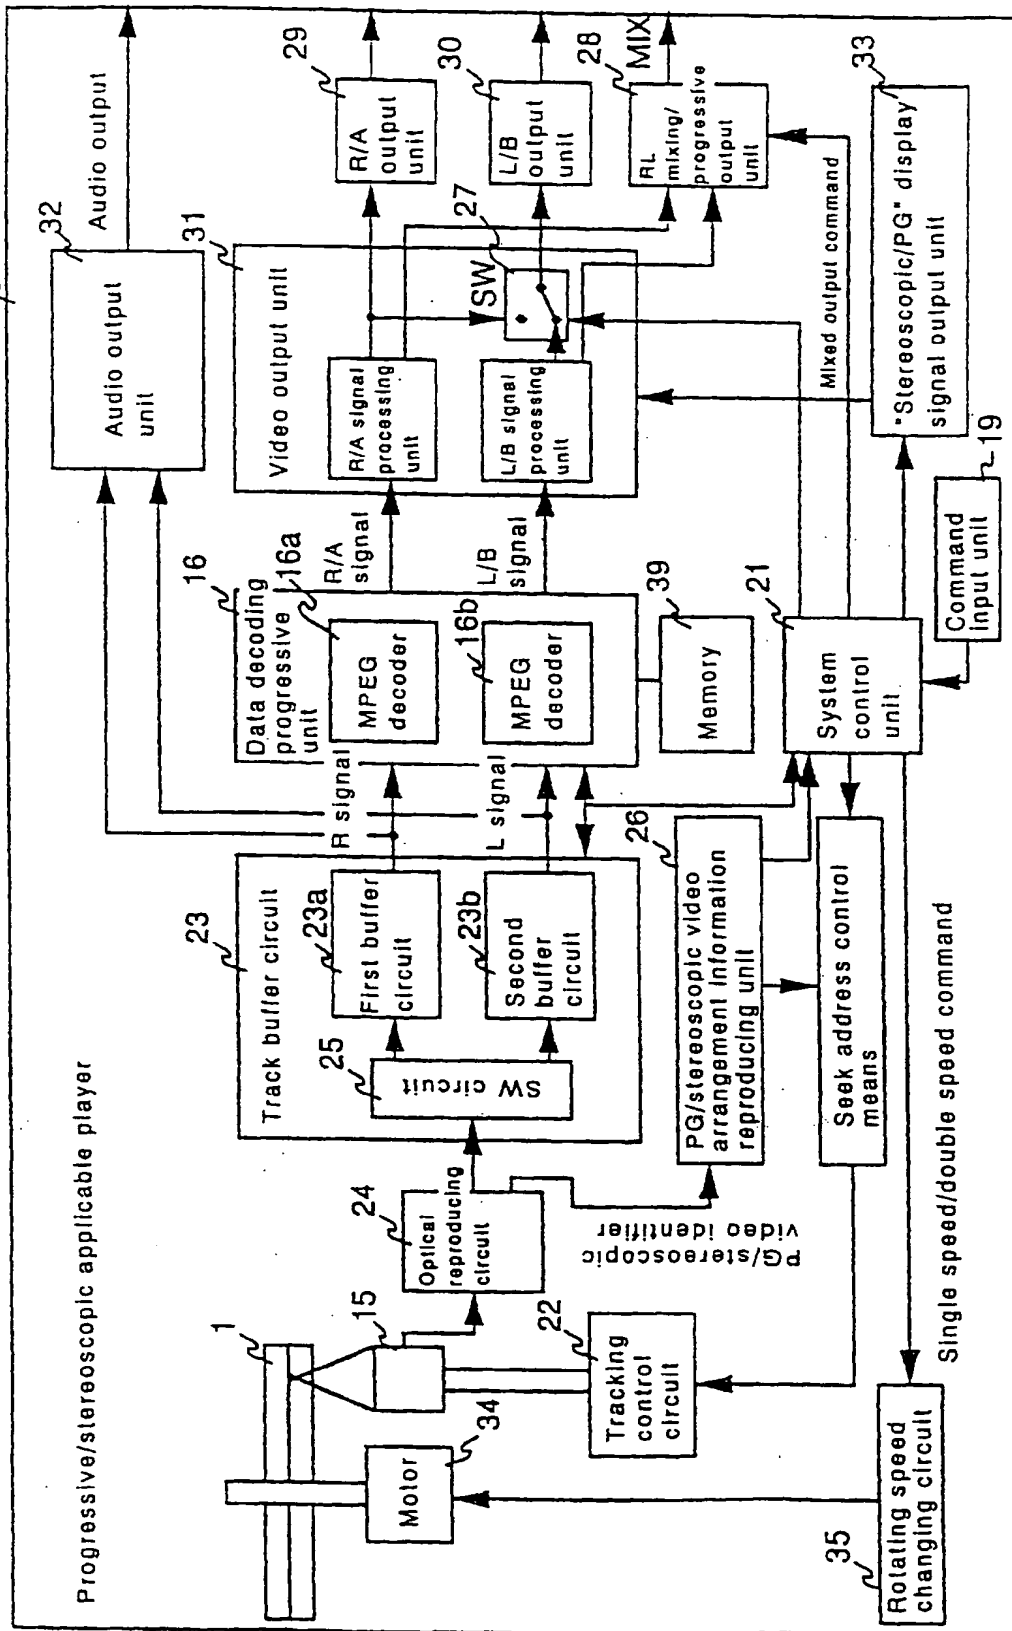 Progressive/stereoscopic applicable player
1
15
34
Motor
22
Tracking
control
circuit
35
Rotating speed
changing circuit
24
Optical
reproducing
circuit
PG/stereoscopic
video identifier
Single speed/double speed command
23
Track buffer circuit
25
SW circuit
23a
First buffer
circuit
23b
Second
buffer
circuit
26
PG/stereoscopic video
arrangement information
reproducing unit
Seek address control
means
R signal
L signal
16
Data decoding
progressive
unit
16a
MPEG
decoder
16b
MPEG
decoder
39
Memory
21
System
control
unit
19
Command
input unit
R/A
signal
L/B
signal
32
Audio output
unit
Audio output
31
Video output unit
R/A signal
processing
unit
L/B signal
processing
unit
SW
27
29
R/A
output
unit
30
L/B
output
unit
28
RL
mixing/
progressive
output
unit
MIX
Mixed output command
33
"Stereoscopic/PG" display
signal output unit